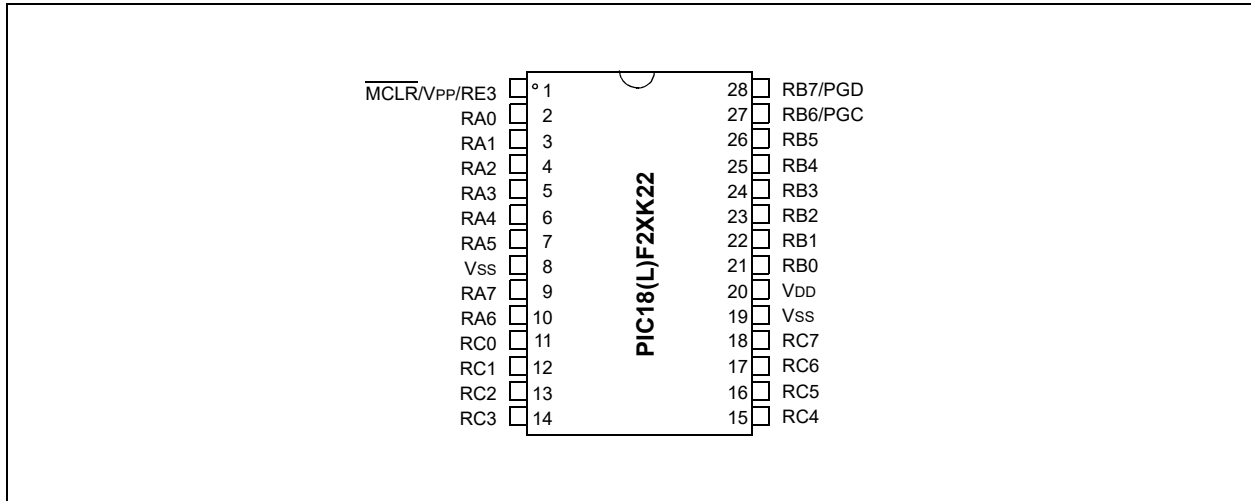 MCLR/VPP/RE3 1 28 RB7/PGD
RA0 2 27 RB6/PGC
RA1 3 26 RB5
RA2 4 25 RB4
RA3 5 24 RB3
RA4 6 23 RB2
RA5 7 22 RB1
VSS 8 21 RB0
RA7 9 20 VDD
RA6 10 19 VSS
RC0 11 18 RC7
RC1 12 17 RC6
RC2 13 16 RC5
RC3 14 15 RC4
PIC18(L)F2XK22